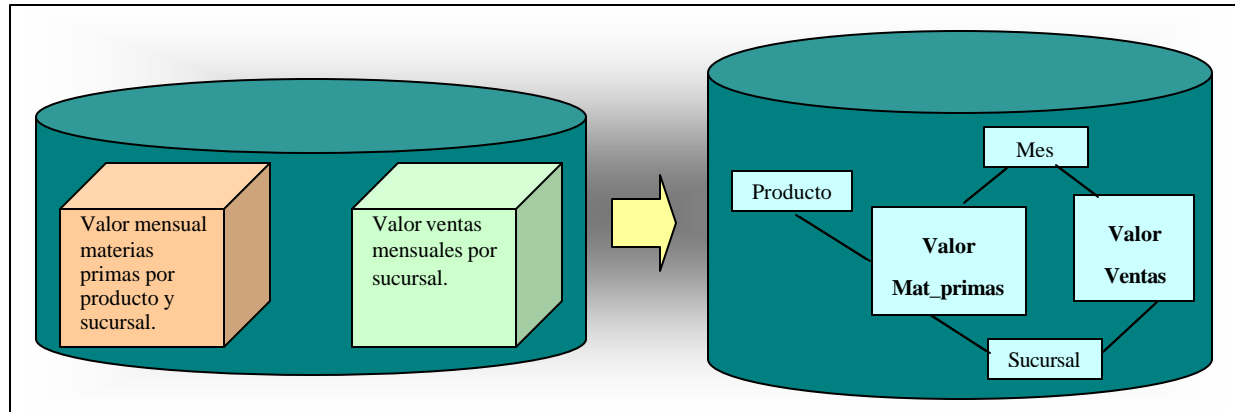 Valor mensual
materias
primas por
producto y
sucursal.
Valor ventas
mensuales por
sucursal.
Mes
Producto
Valor
Mat_primas
Valor
Ventas
Sucursal